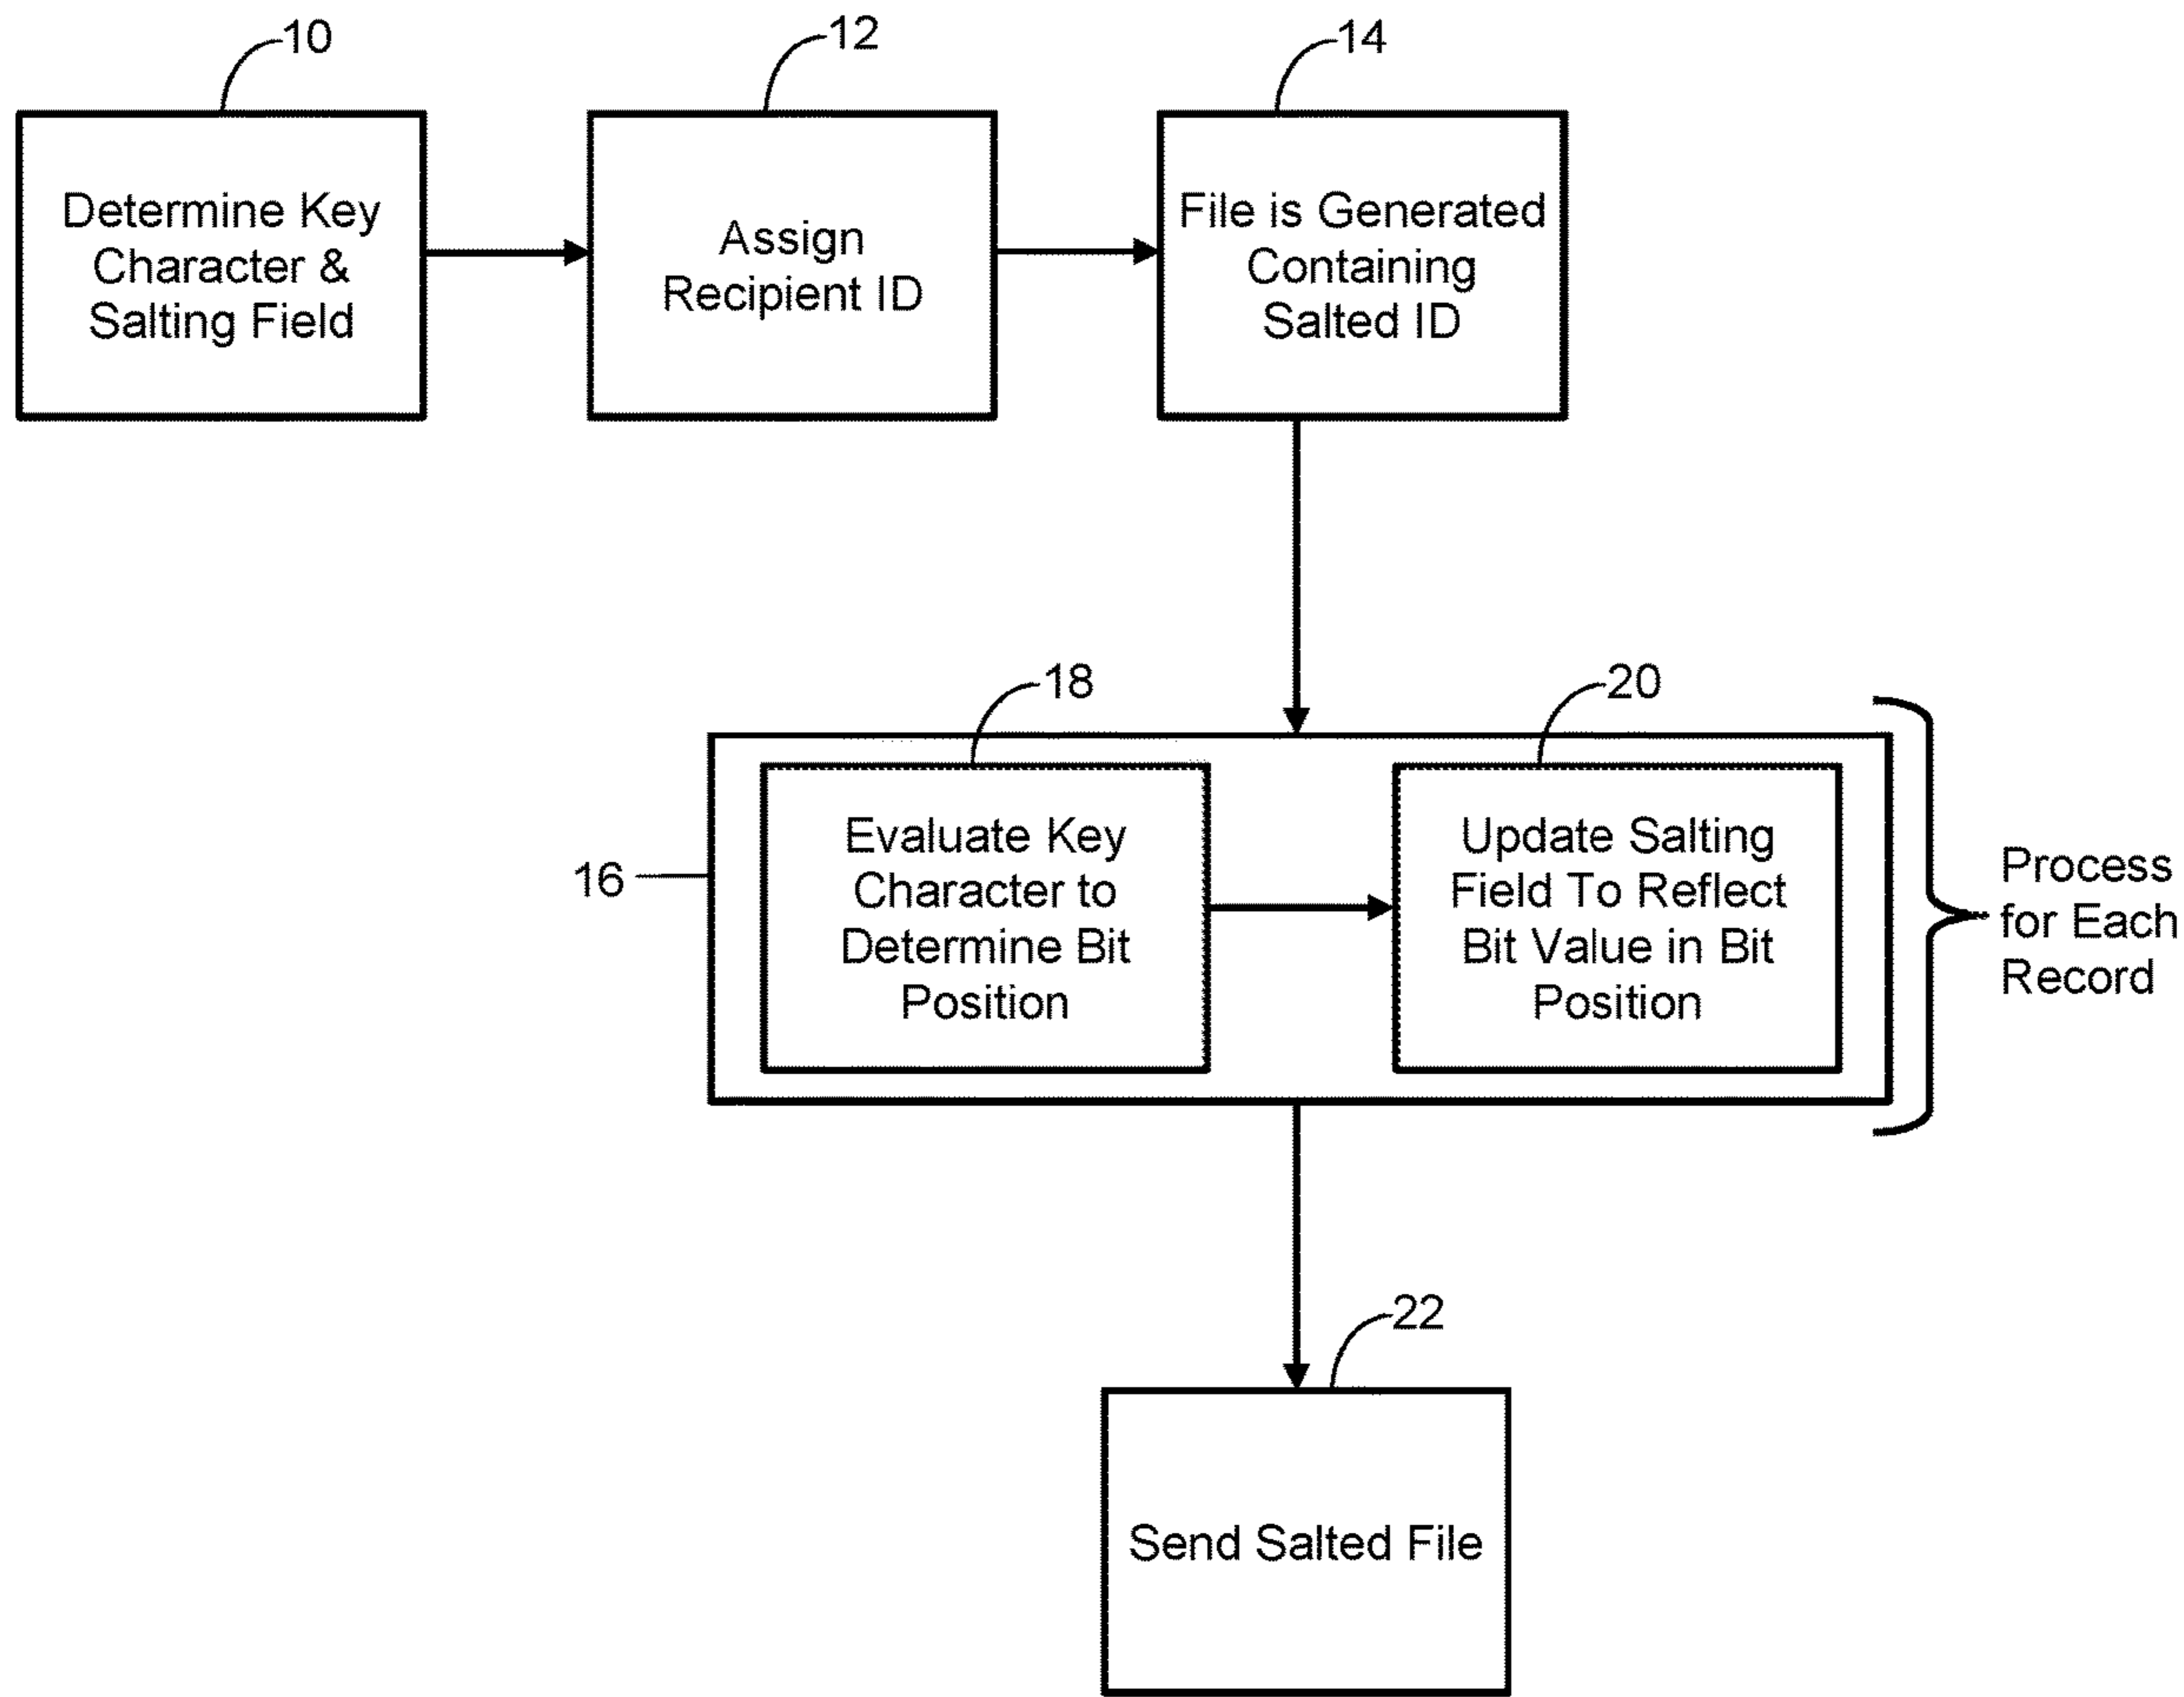 10
12
14
Determine Key
Character &
Salting Field
Assign
Recipient ID
File is Generated
Containing
Salted ID
16
18
20
Evaluate Key
Character to
Determine Bit
Position
Update Salting
Field To Reflect
Bit Value in Bit
Position
Process
for Each
Record
22
Send Salted File